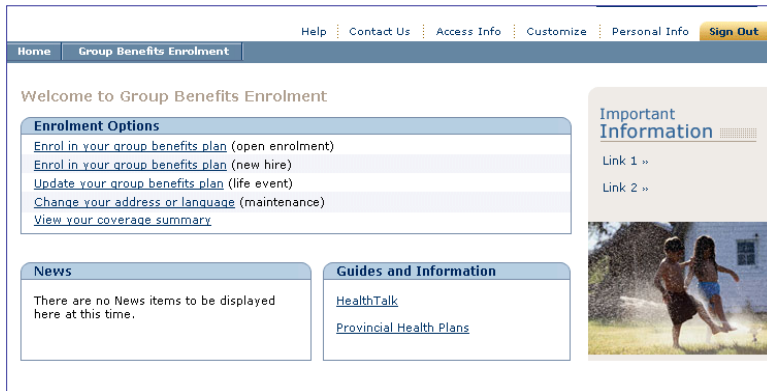 Help Contact Us Access Info Customize Personal Info Sign Out
Home Group Benefits Enrolment
Welcome to Group Benefits Enrolment
Enrolment Options
Enrol in your group benefits plan (open enrolment)
Enrol in your group benefits plan (new hire)
Update your group benefits plan (life event)
Change your address or language (maintenance)
View your coverage summary
News
There are no News items to be displayed
here at this time.
Guides and Information
HealthTalk
Provincial Health Plans
Important
Information
Link 1 »
Link 2 »